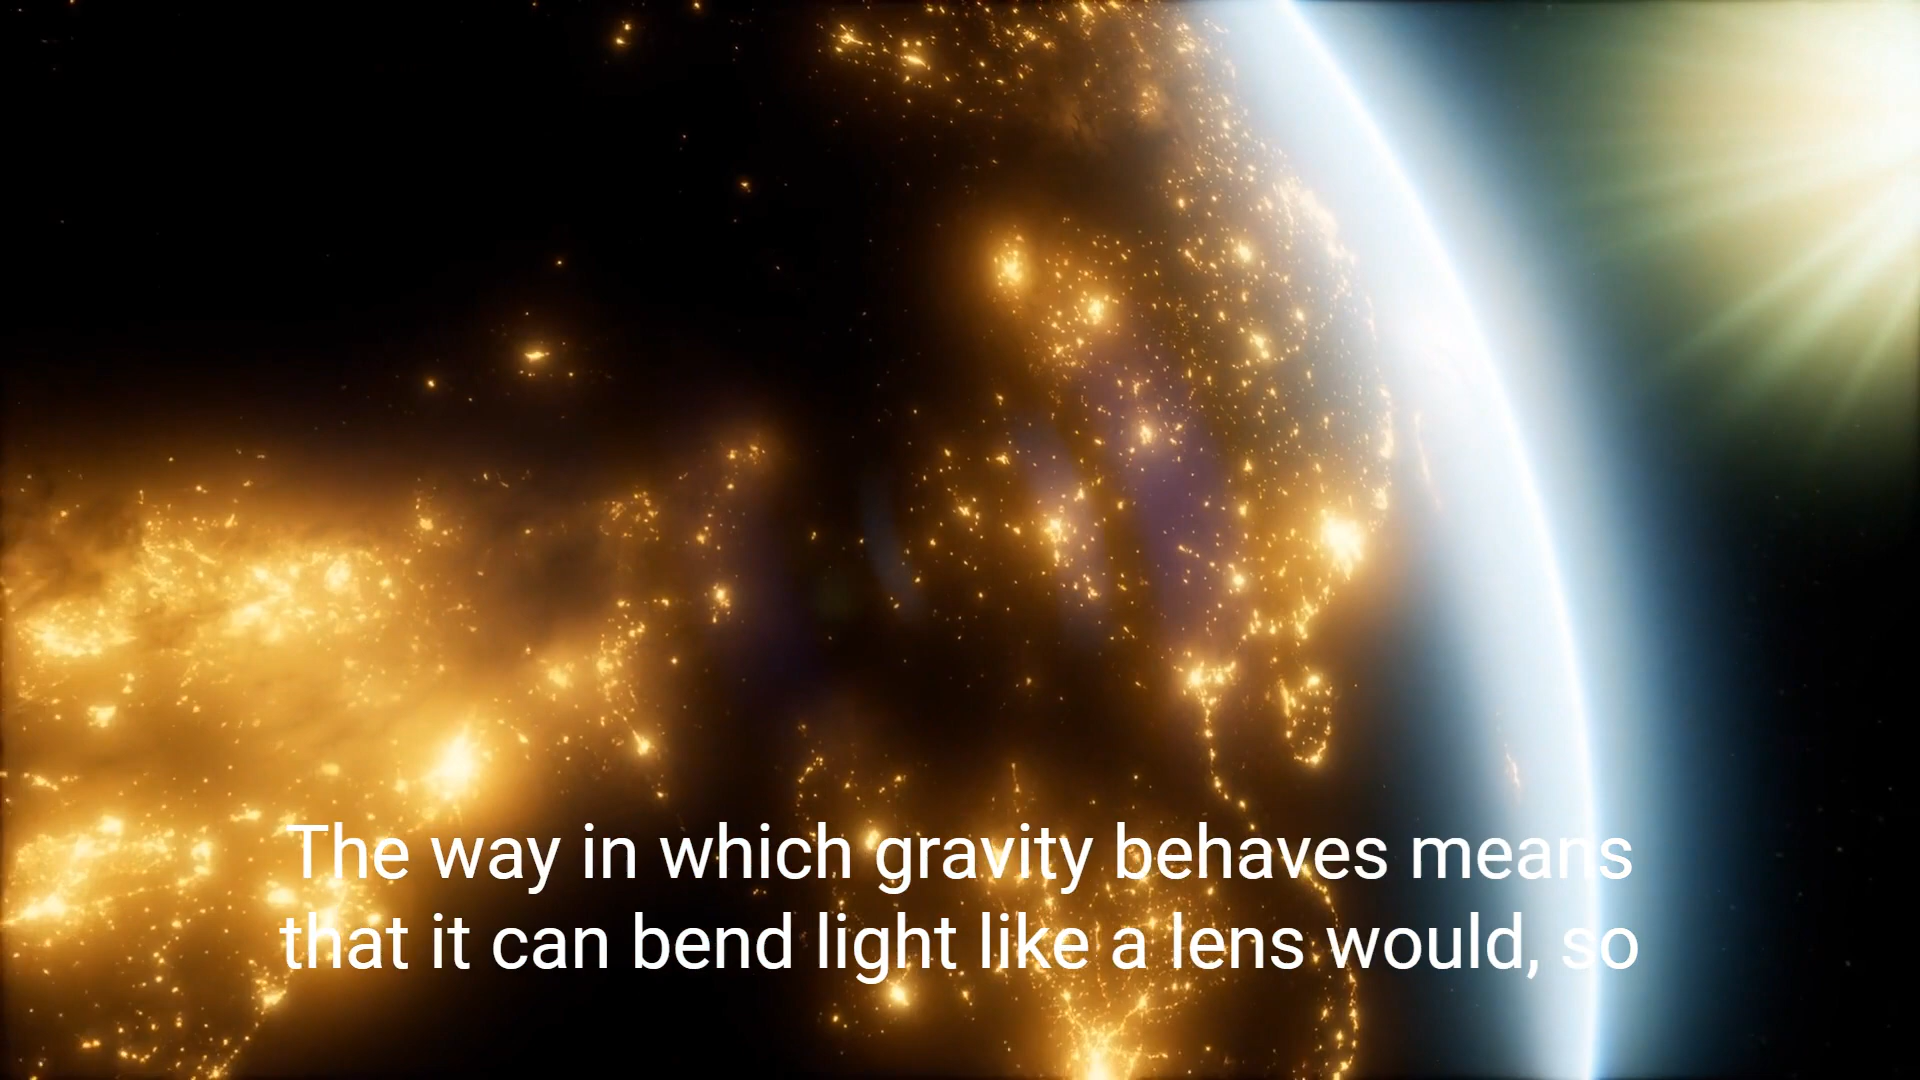 The way in which gravity behaves means
that it can bend light like a lens would, so